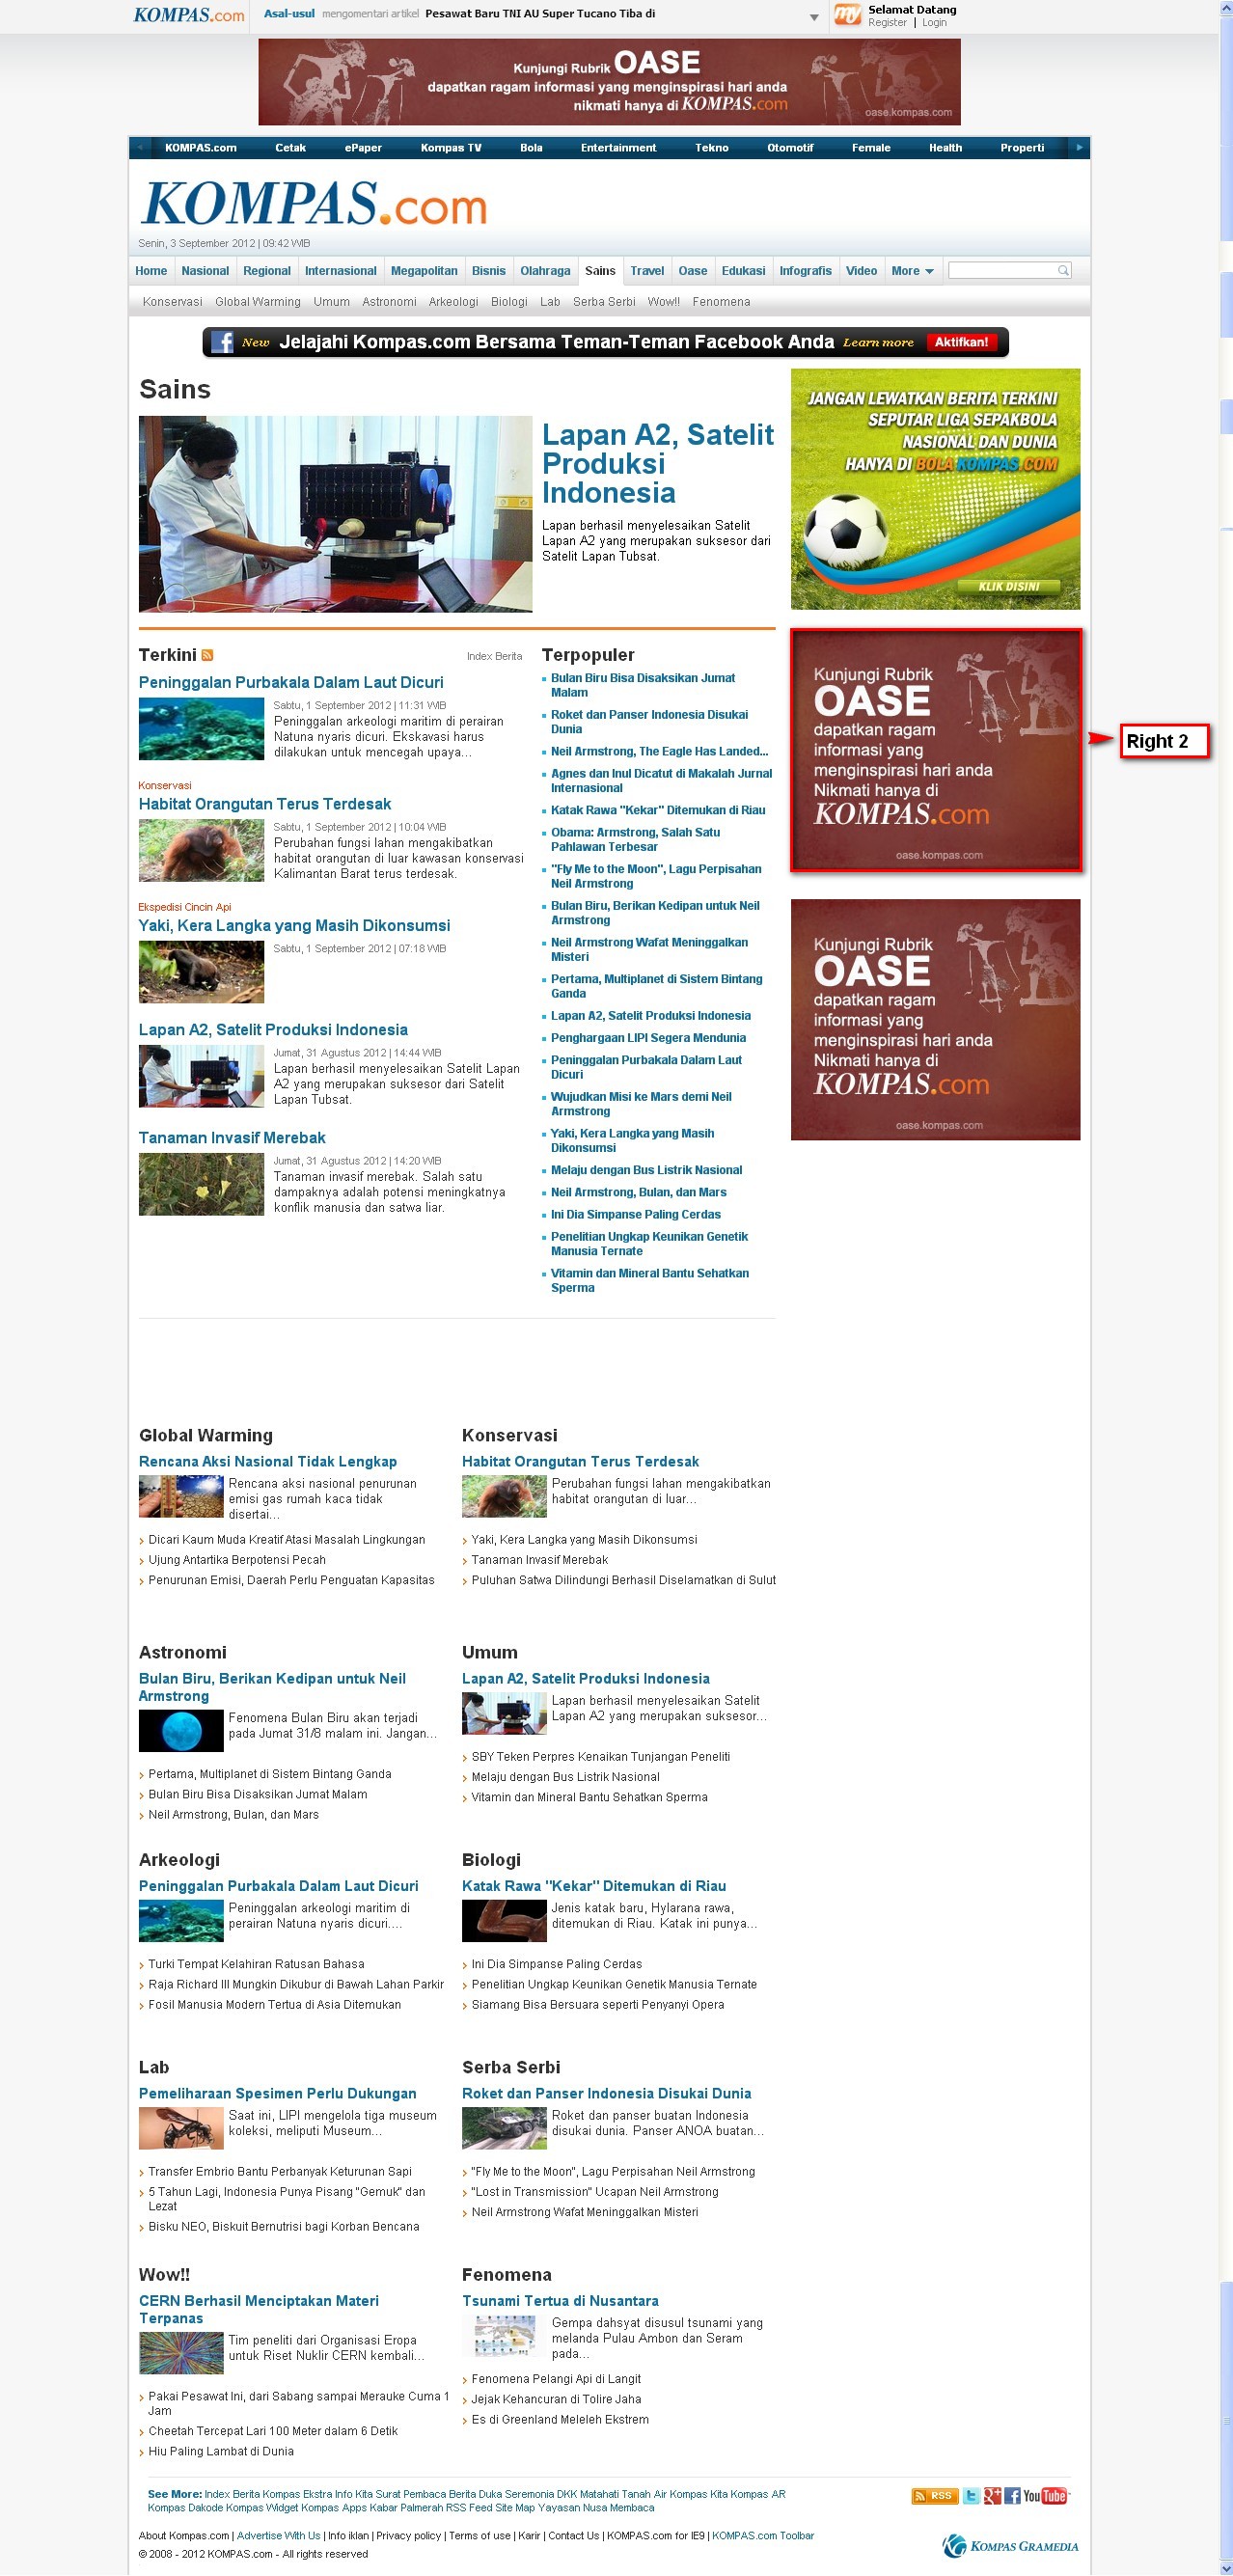 KOMPAS.com
Asal-usul mengomentari artikel Pesawat Baru TNI AU Super Tucano Tiba di
my
Selamat Datang
Register | Login
Kunjungi Rubrik OASE
dapatkan ragam informasi yang menginspirasi hari anda
nikmati hanya di KOMPAS.com
oase.kompas.com
KOMPAS.com Cetak ePaper Kompas TV Bola Entertainment Tekno Otomotif Female Health Properti
KOMPAS.com
Senin, 3 September 2012 | 09:42 WIB
Home Nasional Regional Internasional Megapolitan Bisnis Olahraga Sains Travel Oase Edukasi Infografis Video More
Konservasi Global Warming Umum Astronomi Arkeologi Biologi Lab Serba Serbi Wow!! Fenomena
New Jelajahi Kompas.com Bersama Teman-Teman Facebook Anda Learn more Aktifkan!
Sains
Lapan A2, Satelit
Produksi
Indonesia
Lapan berhasil menyelesaikan Satelit
Lapan A2 yang merupakan suksesor dari
Satelit Lapan Tubsat.
JANGAN LEWATKAN BERITA TERKINI
SEPUTAR LIGA SEPAKBOLA
NASIONAL DAN DUNIA
HANYA DI BOLA.KOMPAS.COM
KLIK DISINI
Terkini
Index Berita
Peninggalan Purbakala Dalam Laut Dicuri
Sabtu, 1 September 2012 | 11:31 WIB
Peninggalan arkeologi maritim di perairan
Natuna nyaris dicuri. Ekskavasi harus
dilakukan untuk mencegah upaya...
Konservasi
Habitat Orangutan Terus Terdesak
Sabtu, 1 September 2012 | 10:04 WIB
Perubahan fungsi lahan mengakibatkan
habitat orangutan di luar kawasan konservasi
Kalimantan Barat terus terdesak.
Ekspedisi Cincin Api
Yaki, Kera Langka yang Masih Dikonsumsi
Sabtu, 1 September 2012 | 07:18 WIB
Lapan A2, Satelit Produksi Indonesia
Jumat, 31 Agustus 2012 | 14:44 WIB
Lapan berhasil menyelesaikan Satelit Lapan
A2 yang merupakan suksesor dari Satelit
Lapan Tubsat.
Tanaman Invasif Merebak
Jumat, 31 Agustus 2012 | 14:20 WIB
Tanaman invasif merebak. Salah satu
dampaknya adalah potensi meningkatnya
konflik manusia dan satwa liar.
Terpopuler
Bulan Biru Bisa Disaksikan Jumat
Malam
Roket dan Panser Indonesia Disukai
Dunia
Neil Armstrong, The Eagle Has Landed...
Agnes dan Inul Dicatut di Makalah Jurnal
Internasional
Katak Rawa "Kekar" Ditemukan di Riau
Obama: Armstrong, Salah Satu
Pahlawan Terbesar
"Fly Me to the Moon", Lagu Perpisahan
Neil Armstrong
Bulan Biru, Berikan Kedipan untuk Neil
Armstrong
Neil Armstrong Wafat Meninggalkan
Misteri
Pertama, Multiplanet di Sistem Bintang
Ganda
Lapan A2, Satelit Produksi Indonesia
Penghargaan LIPI Segera Mendunia
Peninggalan Purbakala Dalam Laut
Dicuri
Wujudkan Misi ke Mars demi Neil
Armstrong
Yaki, Kera Langka yang Masih
Dikonsumsi
Melaju dengan Bus Listrik Nasional
Neil Armstrong, Bulan, dan Mars
Ini Dia Simpanse Paling Cerdas
Penelitian Ungkap Keunikan Genetik
Manusia Ternate
Vitamin dan Mineral Bantu Sehatkan
Sperma
Kunjungi Rubrik
OASE
dapatkan ragam
informasi yang
menginspirasi hari anda
Nikmati hanya di
KOMPAS.com
oase.kompas.com
Right 2
Kunjungi Rubrik
OASE
dapatkan ragam
informasi yang
menginspirasi hari anda
Nikmati hanya di
KOMPAS.com
oase.kompas.com
Global Warming
Rencana Aksi Nasional Tidak Lengkap
Rencana aksi nasional penurunan
emisi gas rumah kaca tidak
disertai...
Dicari Kaum Muda Kreatif Atasi Masalah Lingkungan
Ujung Antartika Berpotensi Pecah
Penurunan Emisi, Daerah Perlu Penguatan Kapasitas
Konservasi
Habitat Orangutan Terus Terdesak
Perubahan fungsi lahan mengakibatkan
habitat orangutan di luar...
Yaki, Kera Langka yang Masih Dikonsumsi
Tanaman Invasif Merebak
Puluhan Satwa Dilindungi Berhasil Diselamatkan di Sulut
Astronomi
Bulan Biru, Berikan Kedipan untuk Neil
Armstrong
Fenomena Bulan Biru akan terjadi
pada Jumat 31/8 malam ini. Jangan...
Pertama, Multiplanet di Sistem Bintang Ganda
Bulan Biru Bisa Disaksikan Jumat Malam
Neil Armstrong, Bulan, dan Mars
Umum
Lapan A2, Satelit Produksi Indonesia
Lapan berhasil menyelesaikan Satelit
Lapan A2 yang merupakan suksesor...
SBY Teken Perpres Kenaikan Tunjangan Peneliti
Melaju dengan Bus Listrik Nasional
Vitamin dan Mineral Bantu Sehatkan Sperma
Arkeologi
Peninggalan Purbakala Dalam Laut Dicuri
Peninggalan arkeologi maritim di
perairan Natuna nyaris dicuri....
Turki Tempat Kelahiran Ratusan Bahasa
Raja Richard III Mungkin Dikubur di Bawah Lahan Parkir
Fosil Manusia Modern Tertua di Asia Ditemukan
Biologi
Katak Rawa "Kekar" Ditemukan di Riau
Jenis katak baru, Hylarana rawa,
ditemukan di Riau. Katak ini punya...
Ini Dia Simpanse Paling Cerdas
Penelitian Ungkap Keunikan Genetik Manusia Ternate
Siamang Bisa Bersuara seperti Penyanyi Opera
Lab
Pemeliharaan Spesimen Perlu Dukungan
Saat ini, LIPI mengelola tiga museum
koleksi, meliputi Museum...
Transfer Embrio Bantu Perbanyak Keturunan Sapi
5 Tahun Lagi, Indonesia Punya Pisang "Gemuk" dan
Lezat
Bisku NEO, Biskuit Bernutrisi bagi Korban Bencana
Serba Serbi
Roket dan Panser Indonesia Disukai Dunia
Roket dan panser buatan Indonesia
disukai dunia. Panser ANOA buatan...
"Fly Me to the Moon", Lagu Perpisahan Neil Armstrong
"Lost in Transmission" Ucapan Neil Armstrong
Neil Armstrong Wafat Meninggalkan Misteri
Wow!!
CERN Berhasil Menciptakan Materi
Terpanas
Tim peneliti dari Organisasi Eropa
untuk Riset Nuklir CERN kembali...
Pakai Pesawat Ini, dari Sabang sampai Merauke Cuma 1
Jam
Cheetah Tercepat Lari 100 Meter dalam 6 Detik
Hiu Paling Lambat di Dunia
Fenomena
Tsunami Tertua di Nusantara
Gempa dahsyat disusul tsunami yang
melanda Pulau Ambon dan Seram
pada...
Fenomena Pelangi Api di Langit
Jejak Kehancuran di Tolire Jaha
Es di Greenland Meleleh Ekstrem
See More: Index Berita Kompas Ekstra Info Kita Surat Pembaca Berita Duka Seremonia DKK Matahati Tanah Air Kompas Kita Kompas AR
Kompas Dakode Kompas Widget Kompas Apps Kabar Palmerah RSS Feed Site Map Yayasan Nusa Membaca
RSS
YouTube
About Kompas.com | Advertise With Us | Info iklan | Privacy policy | Terms of use | Karir | Contact Us | KOMPAS.com for IE9 | KOMPAS.com Toolbar
© 2008 - 2012 KOMPAS.com - All rights reserved
KOMPAS GRAMEDIA